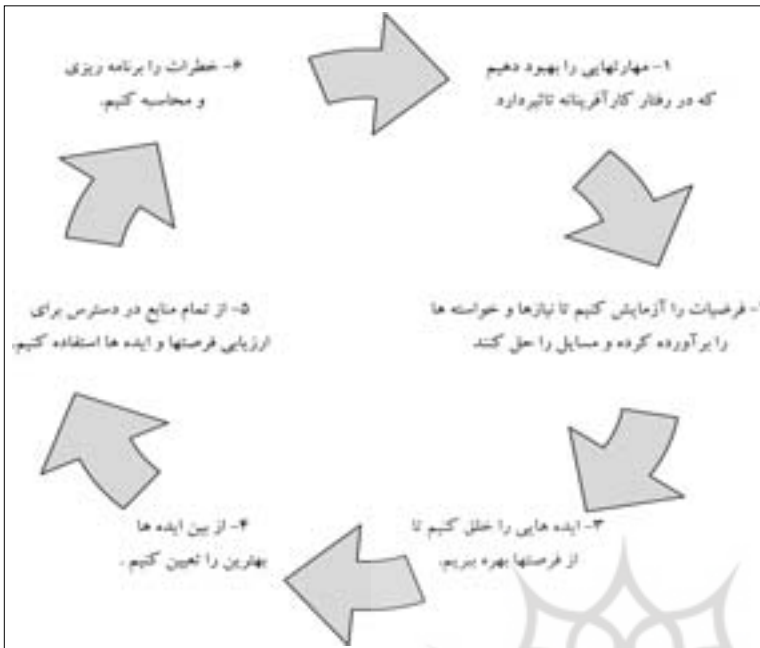 ۱- مهارتهایی را بهبود دهیم
که در رفتار کارآفرینانه تاثیردارد
- فرضیات را آزمایش کنیم تا نیازها و خواسته ها
را برآورده کرده و مسایل را حل کنند
۳- ایده هایی را خلق کنیم تا
از فرصتها بهره ببریم.
۴- از بین ایده ها
بهترین را تعیین کنیم .
۵- از تمام منابع در دسترس برای
ارزیابی فرصتها و ایده ها استفاده کنیم.
۶- خطرات را برنامه ریزی
و محاسبه کنیم.